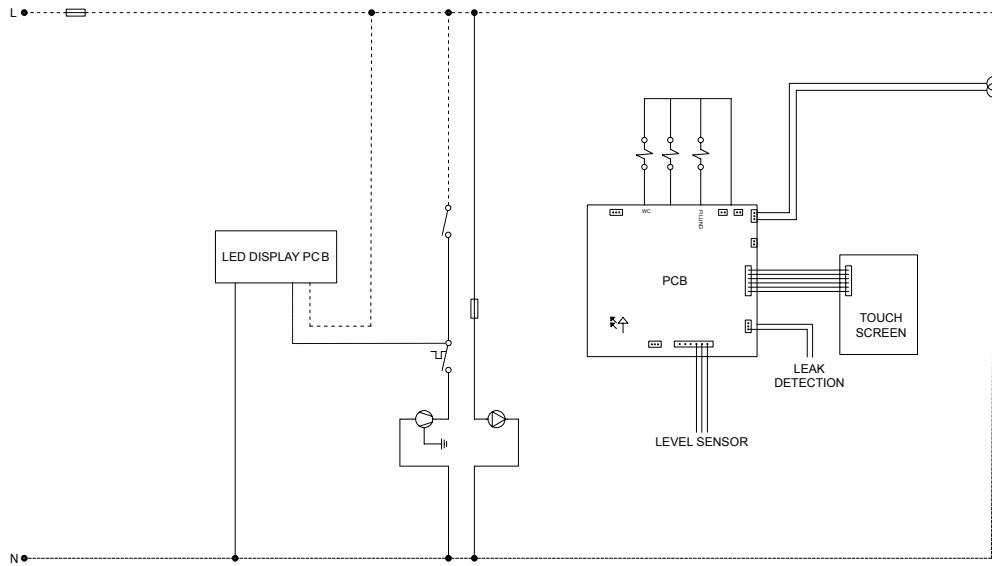 L
WC
FILLING
LED DISPLAY PCB
PCB
TOUCH
SCREEN
LEAK
DETECTION
LEVEL SENSOR
N